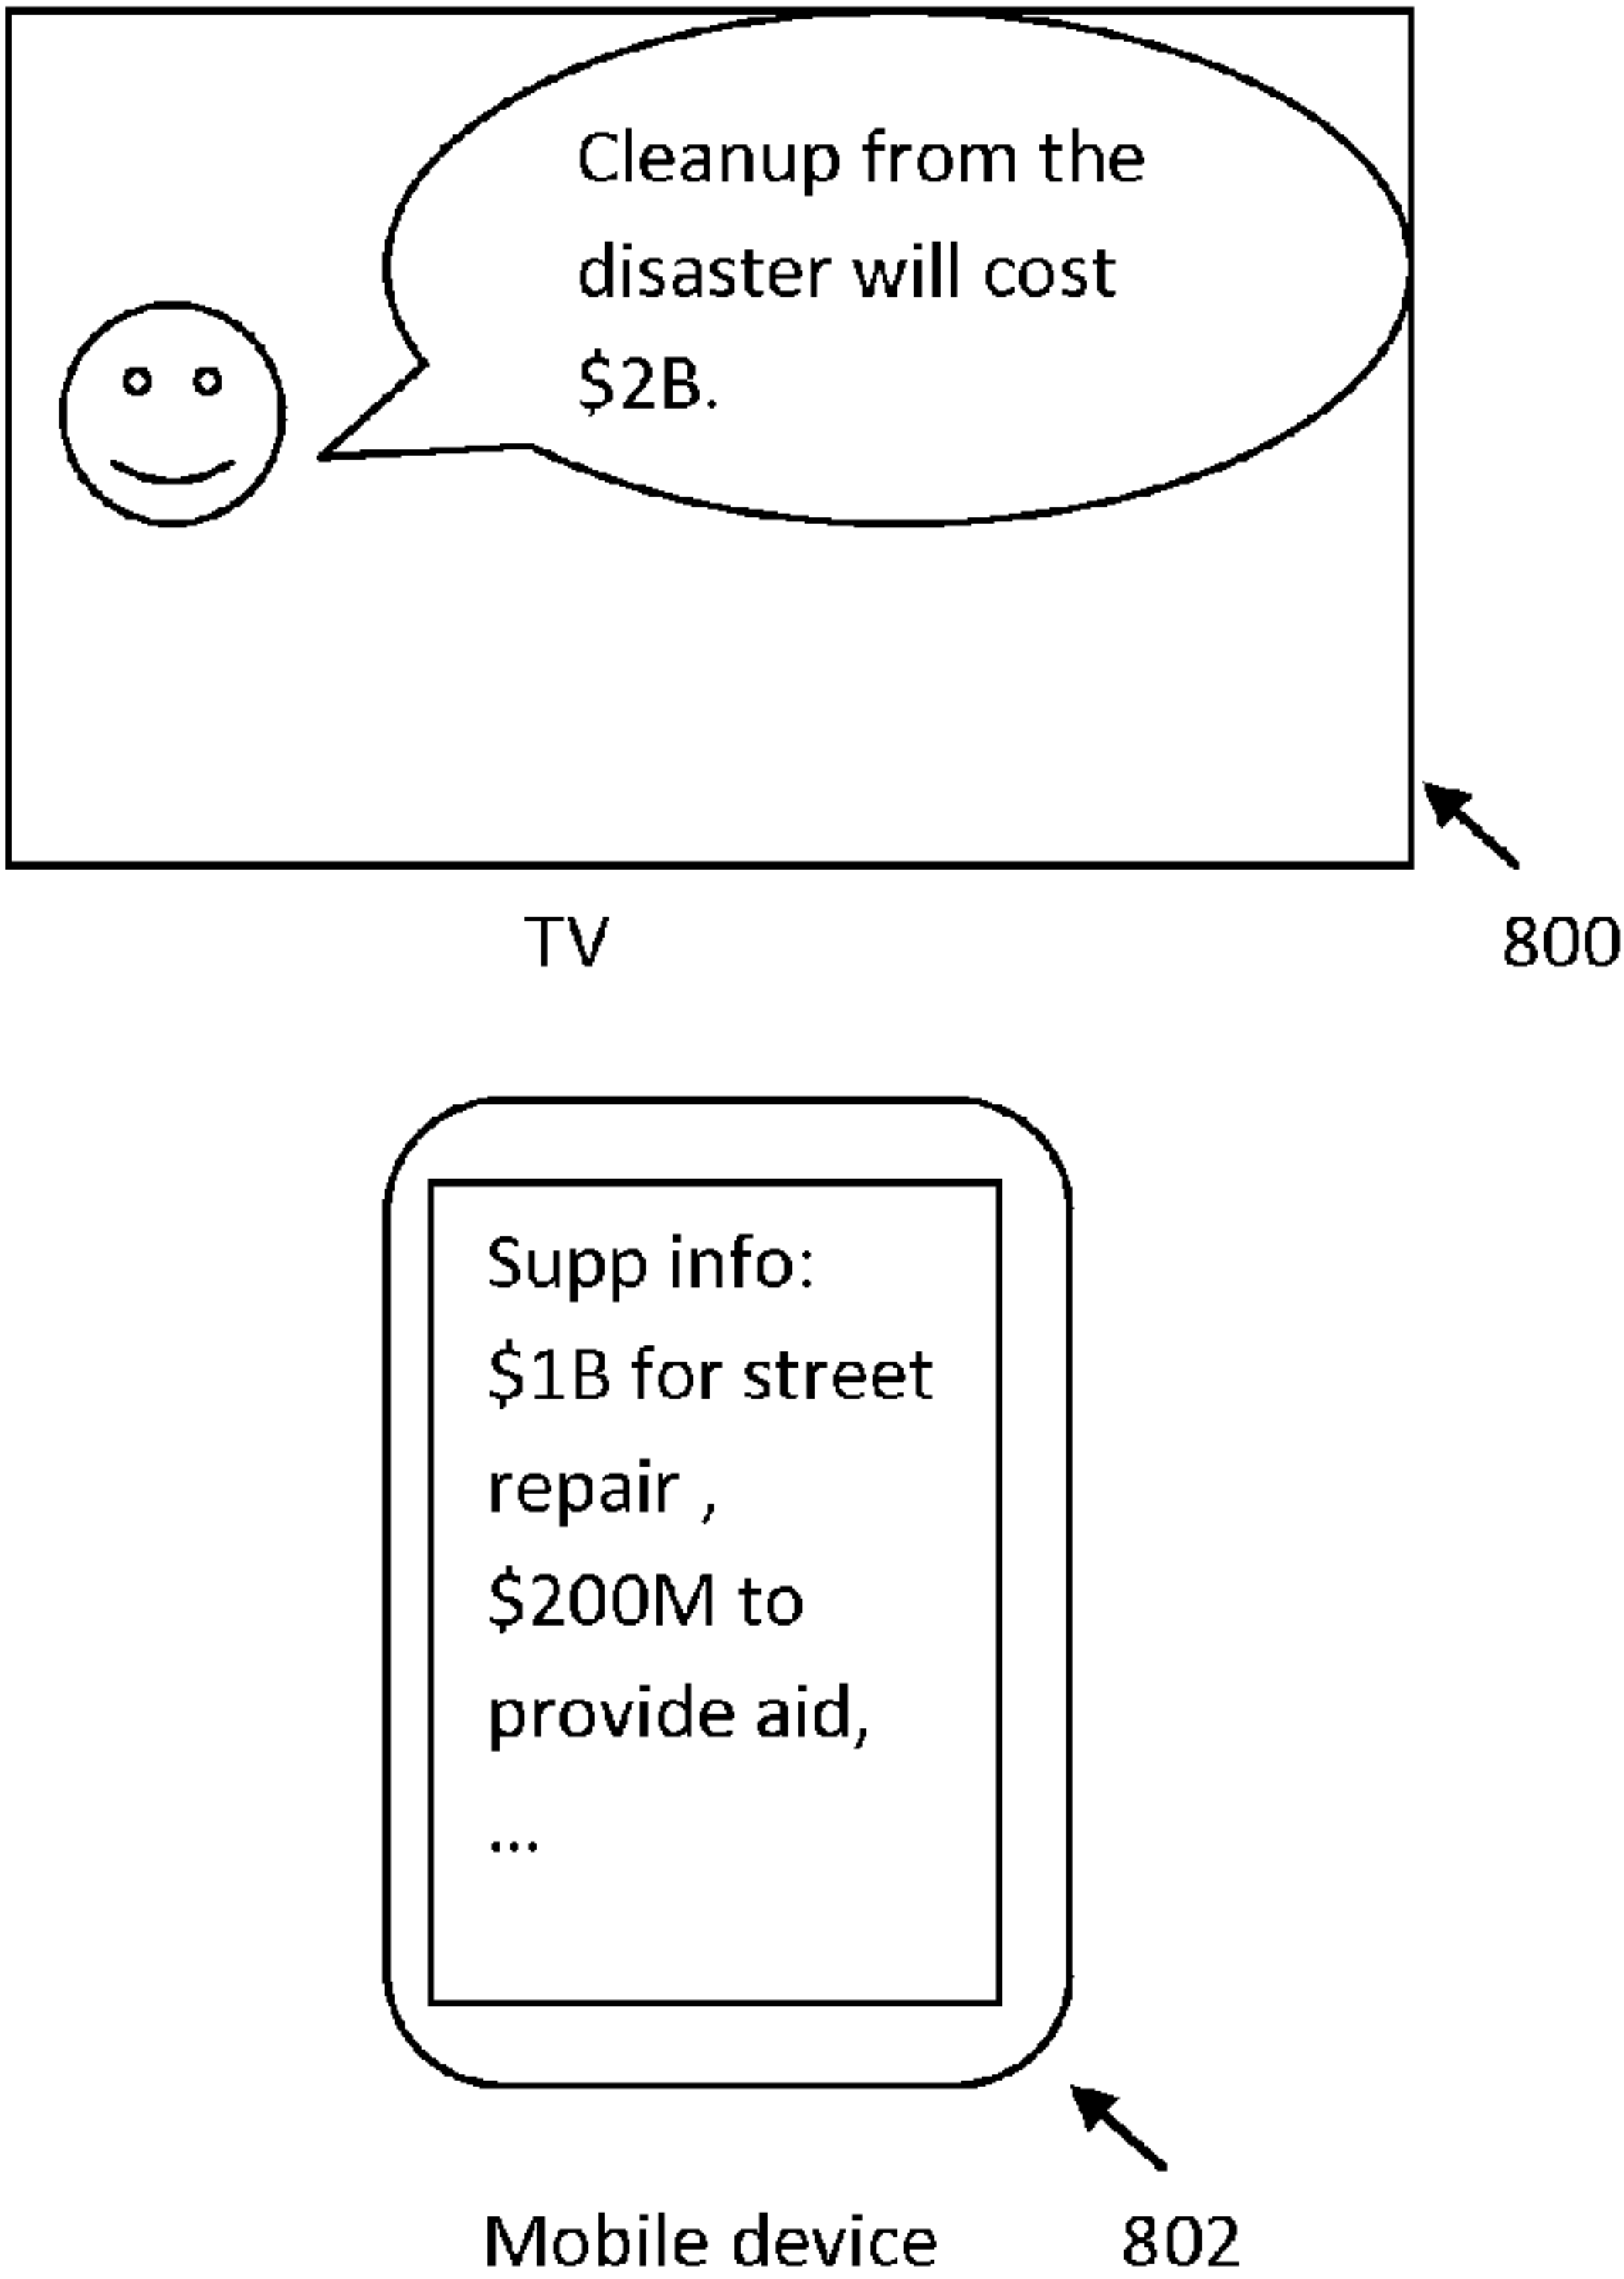 Cleanup from the
disaster will cost
$2B.
TV
800
Supp info:
$1B for street
repair ,
$200M to
provide aid,
...
Mobile device
802